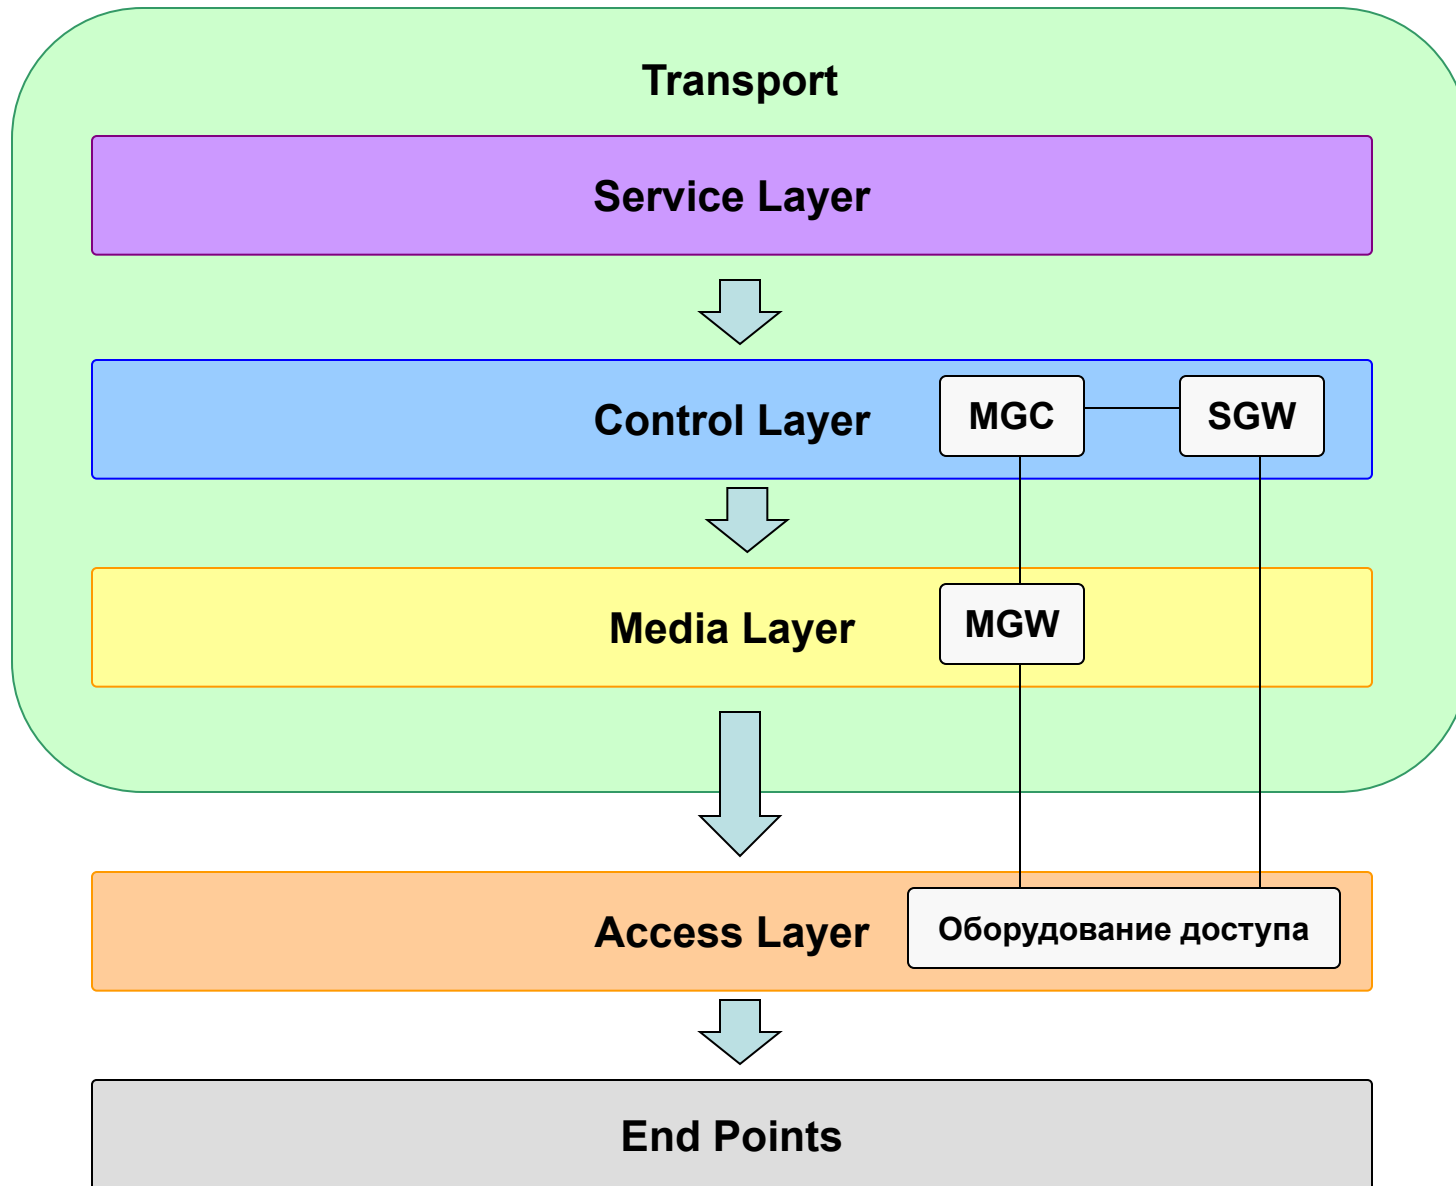 Transport
Service Layer
Control Layer
MGC
SGW
Media Layer
MGW
Access Layer
Оборудование доступа
End Points